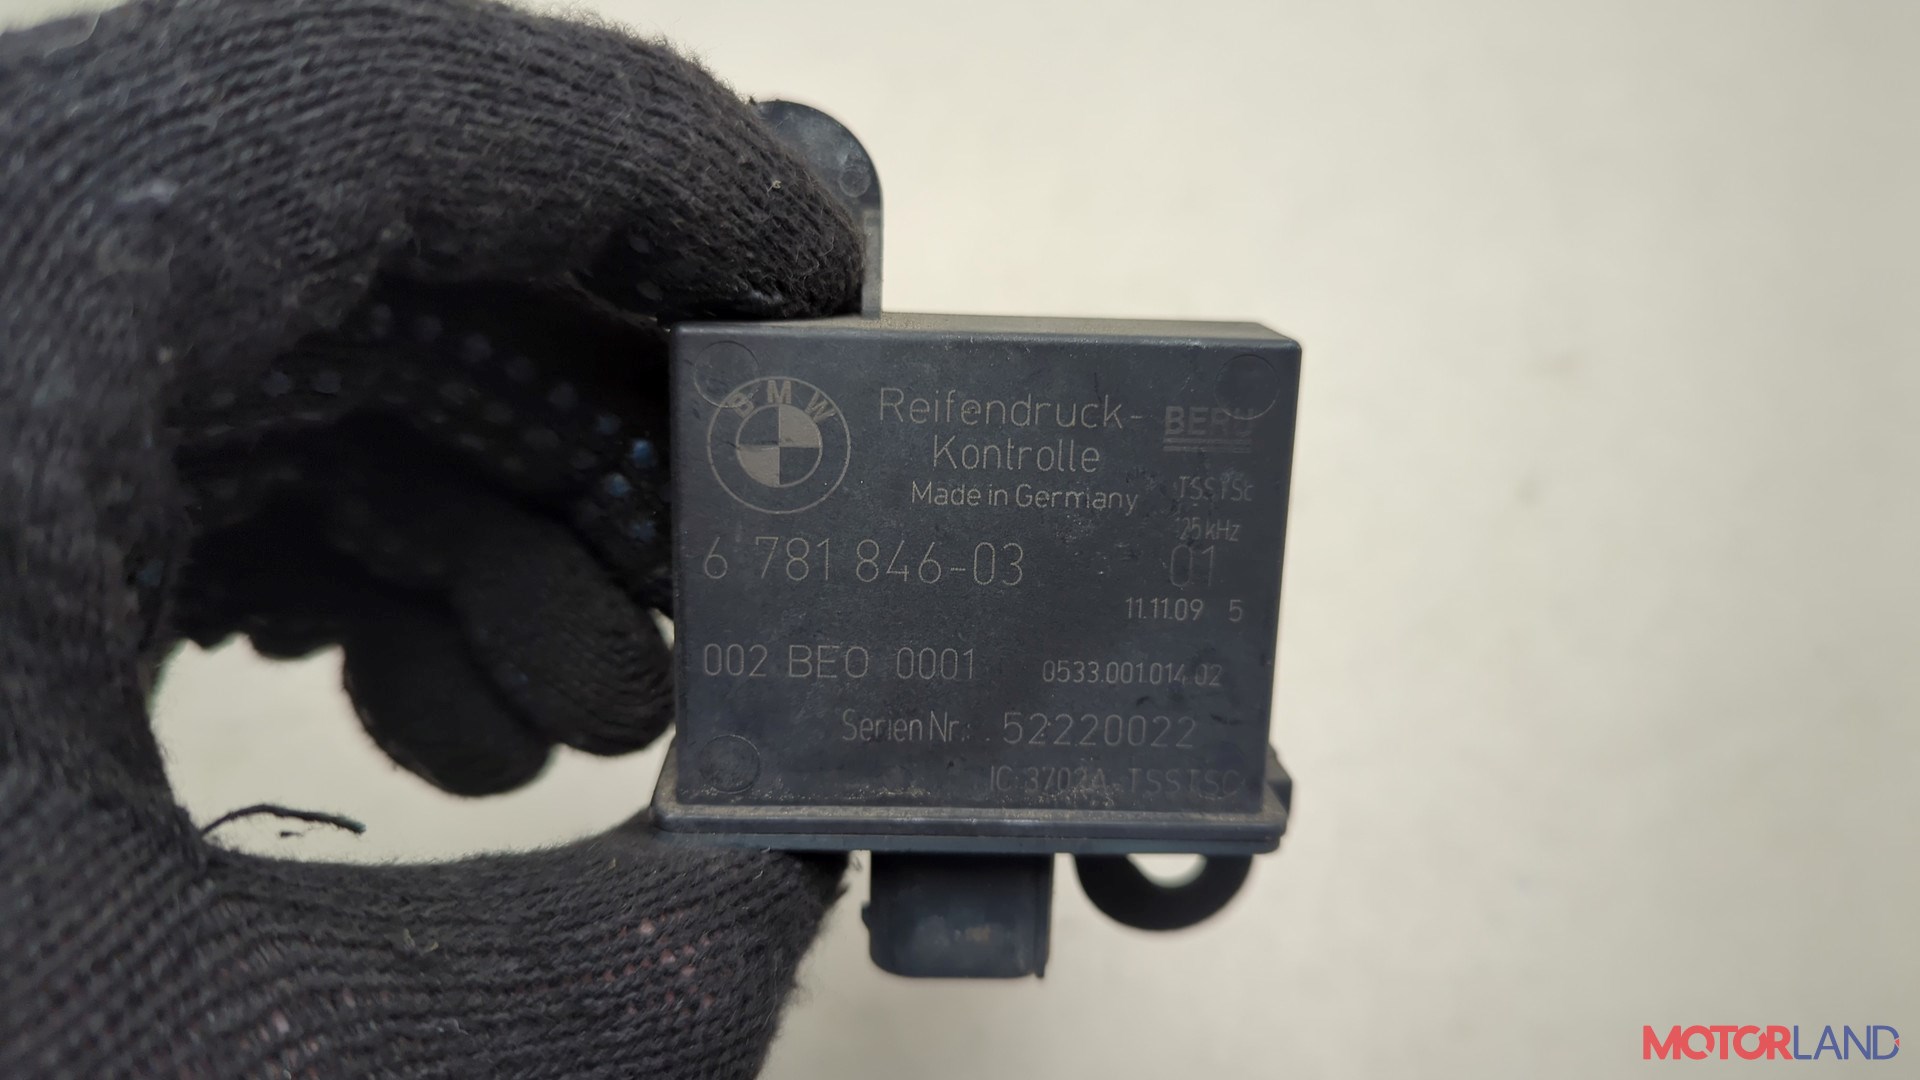 BMW
Reifendruck-
Kontrolle
Made in Germany
BERU
TSSTSc
25 kHz
6 781 846-03
01
11.11.09 5
002 BEO 0001
0533.001.014.02
Serien Nr.: 52220022
IC:3702A-TSSTSC
MOTORLAND